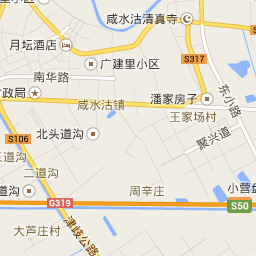 咸水沽清真寺
月坛酒店
广建里小区
S317
南华路
东小路
政局
潘家房子
咸水沽镇
王家场村
S106
北头道沟
聚兴道
三道沟
二道沟
道沟
周辛庄
小营盘
G319
S50
津岐公路
大芦庄村